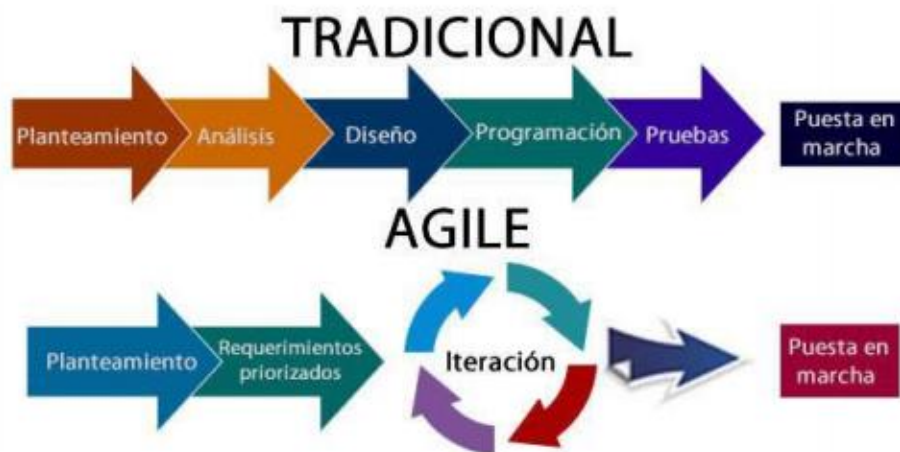 TRADICIONAL
Planteamiento
Análisis
Diseño
Programación
Pruebas
Puesta en
marcha
AGILE
Planteamiento
Requerimientos
priorizados
Iteración
Puesta en
marcha